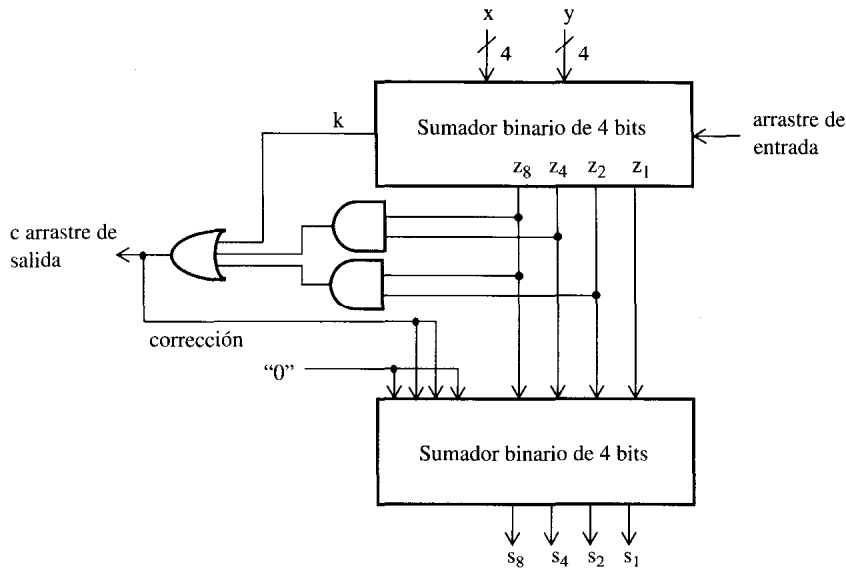 x y
4 4
Sumador binario de 4 bits
arrastre de
entrada
k
z8 z4 z2 z1
c arrastre de
salida
corrección
“0”
Sumador binario de 4 bits
s8 s4 s2 s1